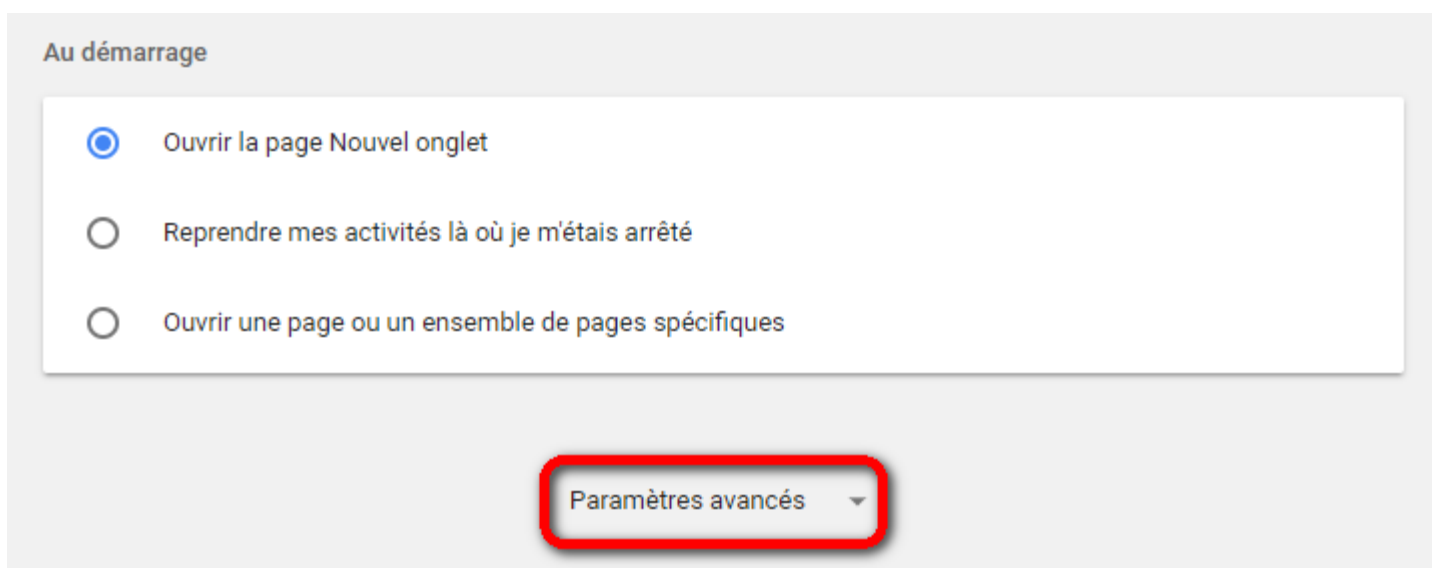 Au démarrage
Ouvrir la page Nouvel onglet
Reprendre mes activités là où je m'étais arrêté
Ouvrir une page ou un ensemble de pages spécifiques
Paramètres avancés